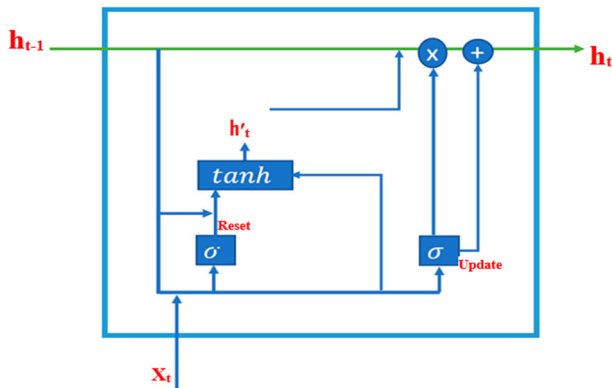 h_{t-1}
x
+
h_t
h'_t
tanh
Reset
σ
σ
Update
X_t